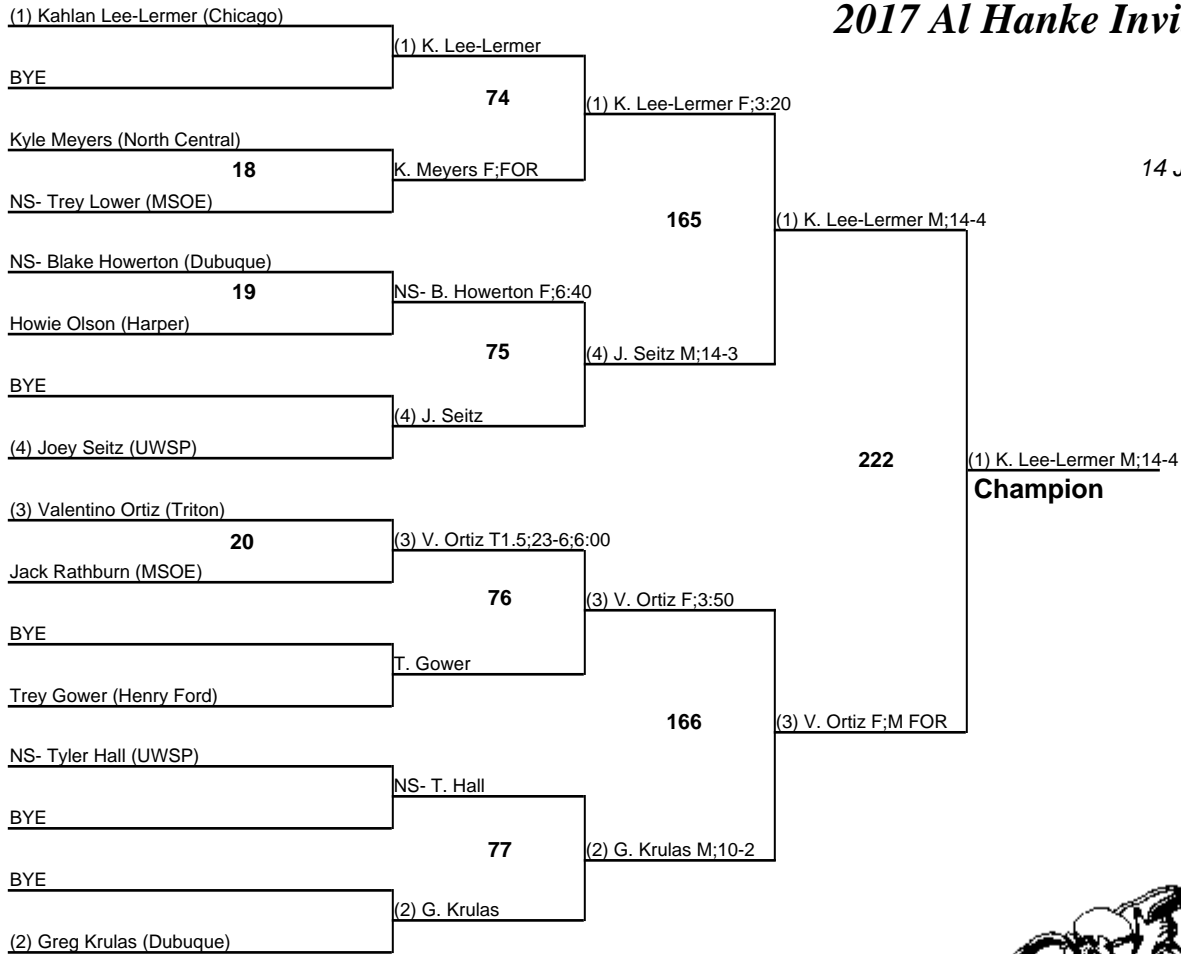 2017 Al Hanke Invi
14 J
(1) Kahlan Lee-Lermer (Chicago)
BYE
Kyle Meyers (North Central)
18
NS- Trey Lower (MSOE)
NS- Blake Howerton (Dubuque)
19
Howie Olson (Harper)
BYE
(4) Joey Seitz (UWSP)
(3) Valentino Ortiz (Triton)
20
Jack Rathburn (MSOE)
BYE
Trey Gower (Henry Ford)
NS- Tyler Hall (UWSP)
BYE
BYE
(2) Greg Krulas (Dubuque)
(1) K. Lee-Lermer
74
K. Meyers F;FOR
NS- B. Howerton F;6:40
75
(4) J. Seitz
(3) V. Ortiz T1.5;23-6;6:00
76
T. Gower
NS- T. Hall
77
(2) G. Krulas
(1) K. Lee-Lermer F;3:20
165
(4) J. Seitz M;14-3
(3) V. Ortiz F;3:50
166
(2) G. Krulas M;10-2
(1) K. Lee-Lermer M;14-4
222
(3) V. Ortiz F;M FOR
(1) K. Lee-Lermer M;14-4
Champion